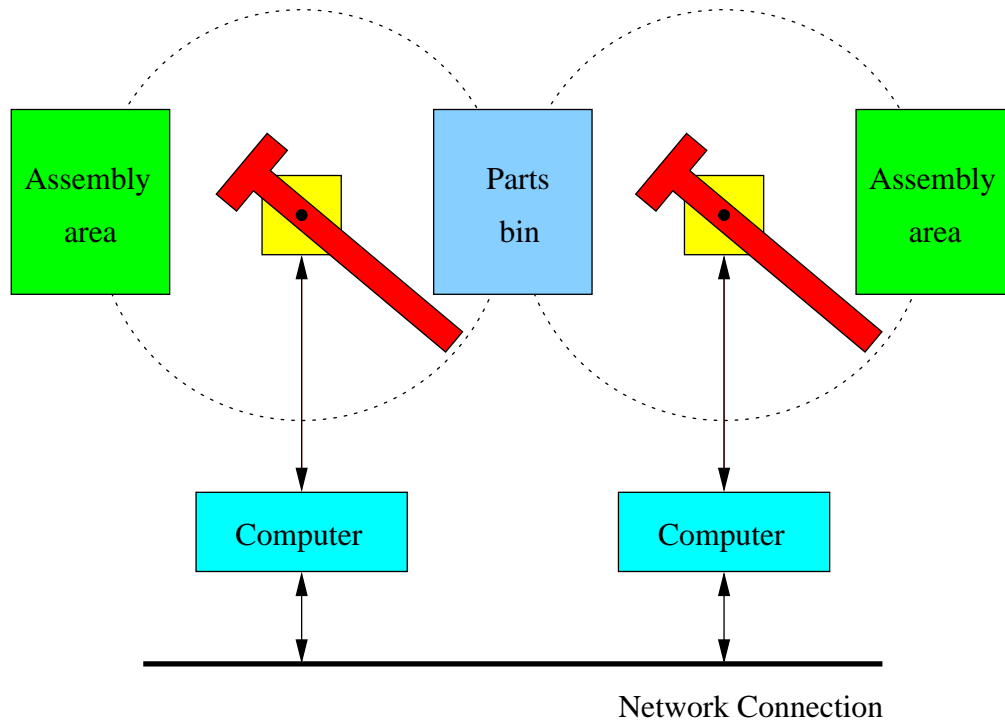 Assembly
area
Parts
bin
Assembly
area
Computer
Computer
Network Connection